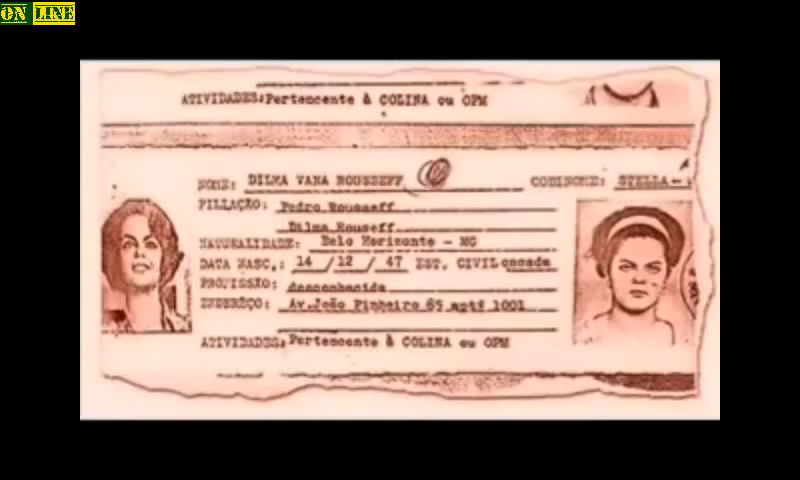 ON LINE
ATIVIDADES: Pertencente à COLINA ou OPM
NOME: DILMA VANA ROUSSEFF CODINOME: STELLA-
FILIAÇÃO: Pedro Rousseff
Dilma Rousseff
NATURALIDADE: Belo Horizonte - MG
DATA NASC.: 14 / 12 / 47 EST. CIVIL casada
PROFISSÃO: desconhecida
ENDERÊÇO: Av. João Pinheiro 85 aptº 1001
ATIVIDADES: Pertencente à COLINA ou OPM